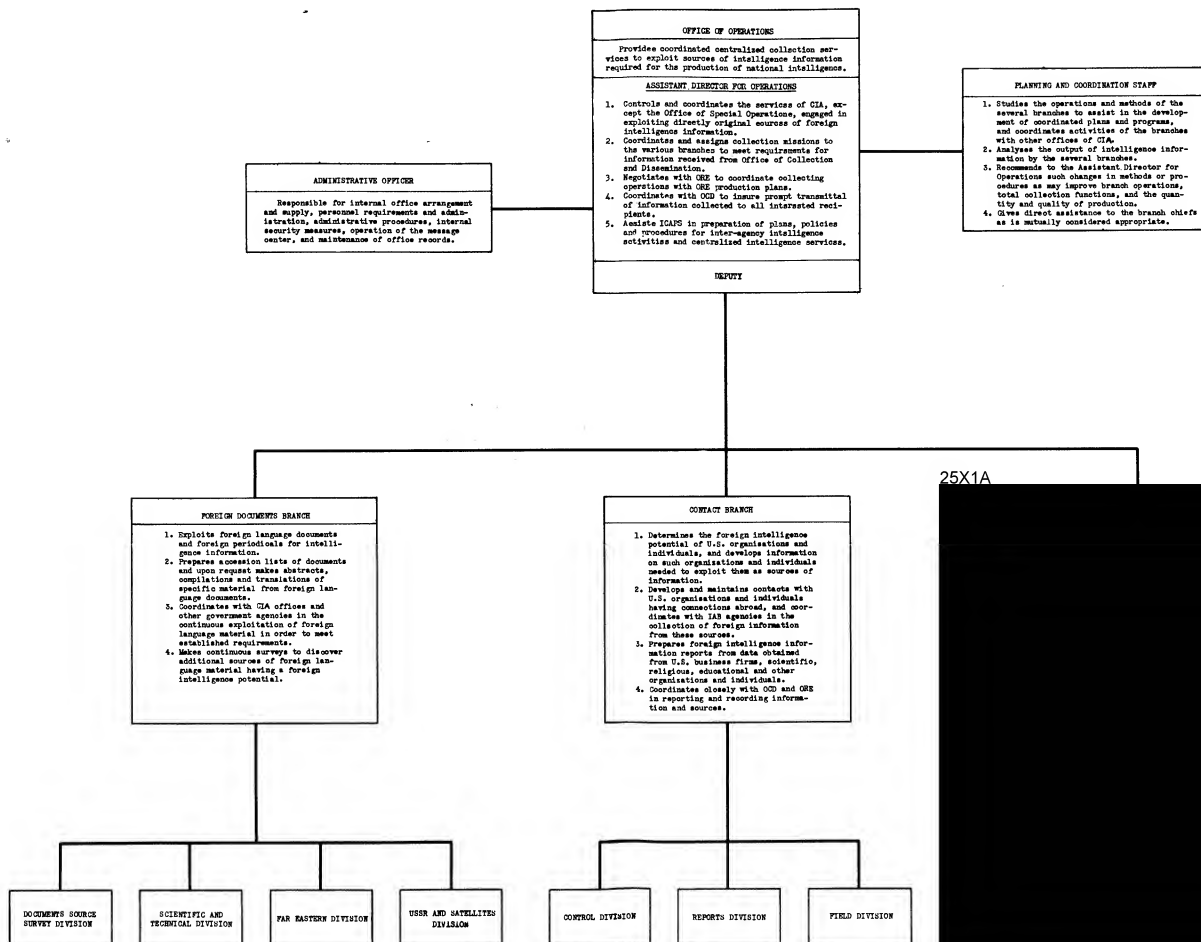 OFFICE OF OPERATIONS
Provides coordinated centralized collection ser-
vices to exploit sources of intelligence information
required for the production of national intelligence.
ASSISTANT DIRECTOR FOR OPERATIONS
1. Controls and coordinates the services of CIA, ex-
cept the Office of Special Operations, engaged in
exploiting directly original sources of foreign
intelligence information.
2. Coordinates and assigns collection missions to
the various branches to meet requirements for
information received from Office of Collection
and Dissemination.
3. Negotiates with ORE to coordinate collecting
operations with ORE production plans.
4. Coordinates with OCD to insure prompt transmittal
of information collected to all interested reci-
pients.
5. Assists ICAPS in preparation of plans, policies
and procedures for inter-agency intelligence
activities and centralized intelligence services.
DEPUTY
ADMINISTRATIVE OFFICER
Responsible for internal office arrangement
and supply, personnel requirements and admin-
istration, administrative procedures, internal
security measures, operation of the message
center, and maintenance of office records.
PLANNING AND COORDINATION STAFF
1. Studies the operations and methods of the
several branches to assist in the develop-
ment of coordinated plans and programs,
and coordinates activities of the branches
with other offices of CIA.
2. Analyses the output of intelligence infor-
mation by the several branches.
3. Recommends to the Assistant Director for
Operations such changes in methods or pro-
cedures as may improve branch operations,
total collection functions, and the quan-
tity and quality of production.
4. Gives direct assistance to the branch chiefs
as is mutually considered appropriate.
FOREIGN DOCUMENTS BRANCH
1. Exploits foreign language documents
and foreign periodicals for intelli-
gence information.
2. Prepares accession lists of documents
and upon request makes abstracts,
compilations and translations of
specific material from foreign lan-
guage documents.
3. Coordinates with CIA offices and
other government agencies in the
continuous exploitation of foreign
language material in order to meet
established requirements.
4. Makes continuous surveys to discover
additional sources of foreign lan-
guage material having a foreign
intelligence potential.
CONTACT BRANCH
1. Determines the foreign intelligence
potential of U.S. organisations and
individuals, and develops information
on such organisations and individuals
needed to exploit them as sources of
information.
2. Develops and maintains contacts with
U.S. organisations and individuals
having connections abroad, and coor-
dinates with IAB agencies in the
collection of foreign information
from these sources.
3. Prepares foreign intelligence infor-
mation reports from data obtained
from U.S. business firms, scientific,
religious, educational and other
organisations and individuals.
4. Coordinates closely with OCD and ORE
in reporting and recording informa-
tion and sources.
25X1A
DOCUMENTS SOURCE
SURVEY DIVISION
SCIENTIFIC AND
TECHNICAL DIVISION
FAR EASTERN DIVISION
USSR AND SATELLITES
DIVISION
CONTROL DIVISION
REPORTS DIVISION
FIELD DIVISION